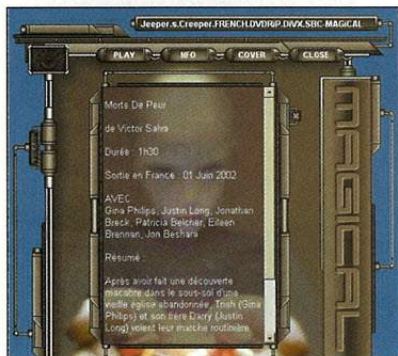 Jeeper.s.Creeper.FRENCH.DVDRiP.DiVX.SBC-MAGiCAL
PLAY NFO COVER CLOSE
Morts De Peur
de Victor Salva
Durée : 1h30
Sortie en France : 01 Juin 2002
AVEC
Gina Philips, Justin Long, Jonathan
Breck, Patricia Belcher, Eileen
Brennan, Jon Beshara
Résumé :
Après avoir fait une découverte
macabre dans le sous-sol d'une
vieille église abandonnée, Trish (Gina
Philips) et son frère Darry (Justin
Long) voient leur marche routinière
MAGiCAL